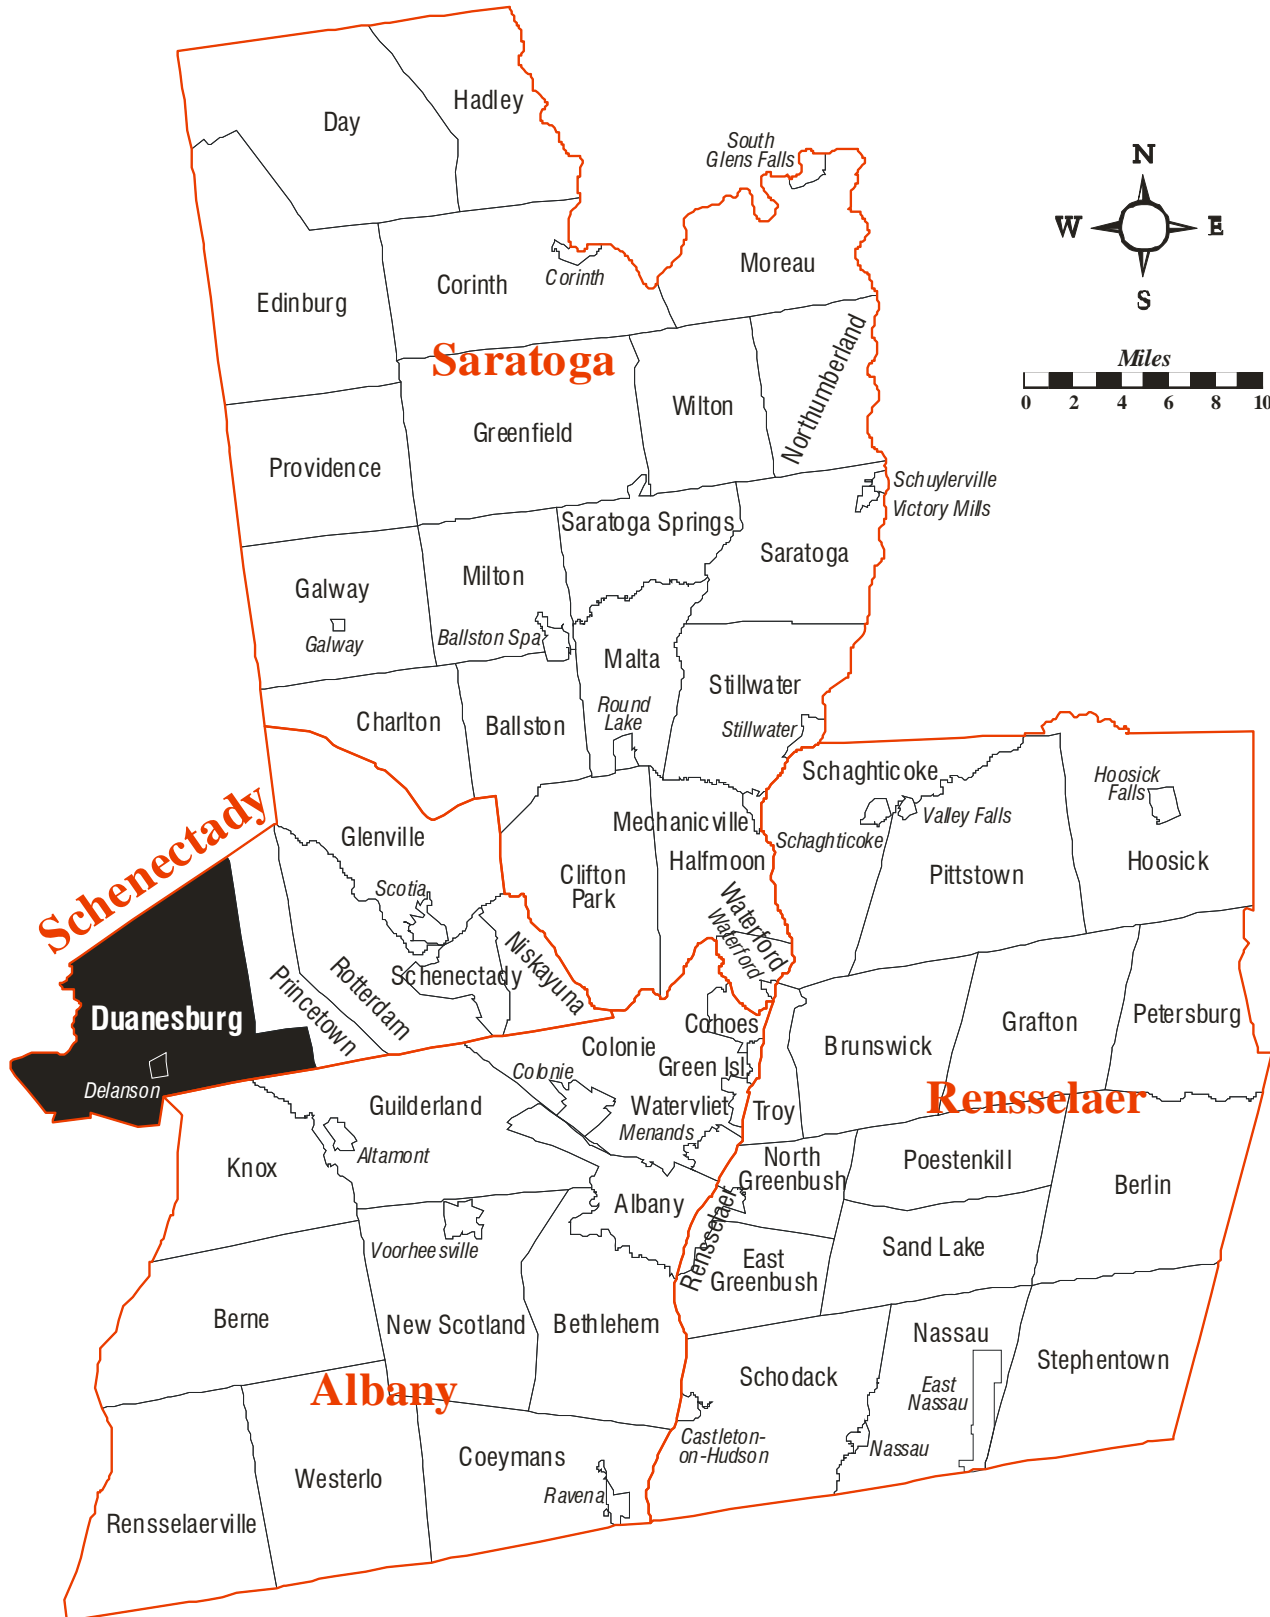 Hadley
Day
South
Glens Falls
N
W
E
S
Moreau
Corinth
Corinth
Edinburg
Miles
0 2 4 6 8 10
Saratoga
Northumberland
Wilton
Greenfield
Providence
Schuylerville
Victory Mills
Saratoga Springs
Saratoga
Milton
Galway
Galway
Ballston Spa
Malta
Stillwater
Round
Lake
Stillwater
Charlton
Ballston
Schaghticoke
Hoosick
Falls
Valley Falls
Schaghticoke
Mechanicville
Halfmoon
Schenectady
Glenville
Clifton
Park
Pittstown
Hoosick
Scotia
Waterford
Waterford
Niskayuna
Schenectady
Rotterdam
Princetown
Duanesburg
Delanson
Cohoes
Colonie
Green Isl.
Colonie
Watervliet
Menands
Troy
Brunswick
Grafton
Petersburg
Rensselaer
Guilderland
Altamont
Knox
North
Greenbush
Poestenkill
Berlin
Albany
Rensselaer
Voorheesville
East
Greenbush
Sand Lake
Berne
New Scotland
Bethlehem
Nassau
Schodack
Stephentown
East
Nassau
Albany
Castleton-
on-Hudson
Nassau
Coeymans
Westerlo
Ravena
Rensselaerville